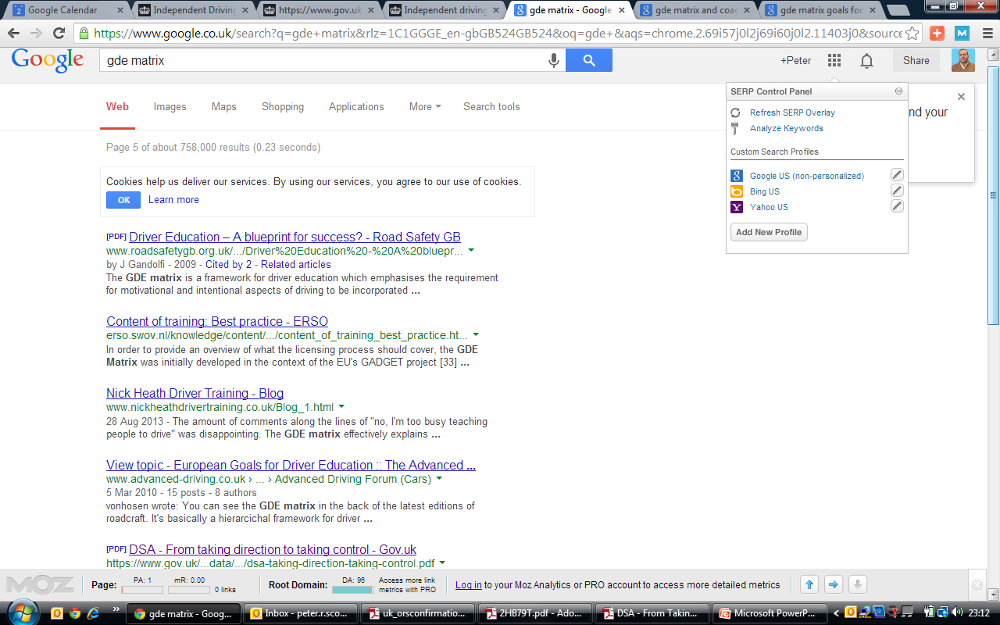 Google Calendar
Independent Driving
https://www.gov.uk
Independent driving
gde matrix - Google
gde matrix and coac
gde matrix goals for
https://www.google.co.uk/search?q=gde+matrix&rlz=1C1GGGE_en-gbGB524GB524&oq=gde+&aqs=chrome.2.69i57j0l2j69i60j0l2.11403j0&source
Google
gde matrix
+Peter
Share
Web Images Maps Shopping Applications More Search tools
SERP Control Panel
Refresh SERP Overlay
Analyze Keywords
Custom Search Profiles
Google US (non-personalized)
Bing US
Yahoo US
Add New Profile
nd your
Page 5 of about 758,000 results (0.23 seconds)
Cookies help us deliver our services. By using our services, you agree to our use of cookies.
OK Learn more
[PDF] Driver Education – A blueprint for success? - Road Safety GB
www.roadsafetygb.org.uk/.../Driver%20Education%20-%20A%20bluepr...
by J Gandolfi - 2009 - Cited by 2 - Related articles
The GDE matrix is a framework for driver education which emphasises the requirement
for motivational and intentional aspects of driving to be incorporated ...
Content of training: Best practice - ERSO
erso.swov.nl/knowledge/content/.../content_of_training_best_practice.ht...
In order to provide an overview of what the licensing process should cover, the GDE
Matrix was initially developed in the context of the EU's GADGET project [33] ...
Nick Heath Driver Training - Blog
www.nickheathdrivertraining.co.uk/Blog_1.html
28 Aug 2013 - The amount of comments along the lines of "no, I'm too busy teaching
people to drive" was disappointing. The GDE matrix effectively explains ...
View topic - European Goals for Driver Education :: The Advanced ...
www.advanced-driving.co.uk › ... › Advanced Driving Forum (Cars)
5 Mar 2010 - 15 posts - 8 authors
vonhosen wrote: You can see the GDE matrix in the back of the latest editions of
roadcraft. It's basically a hierarcichal framework for driver ...
[PDF] DSA - From taking direction to taking control - Gov.uk
https://www.gov.uk/...data/.../dsa-taking-direction-taking-control.pdf
MOZ
Page:
PA: 1
mR: 0.00
0 links
Root Domain:
DA: 96
Access more link
metrics with PRO
Log in to your Moz Analytics or PRO account to access more detailed metrics
gde matrix - Goog...
Inbox - peter.r.sco...
uk_orsconfirmatio...
2HB79T.pdf - Ado...
DSA - From Takin...
Microsoft PowerP...
23:12